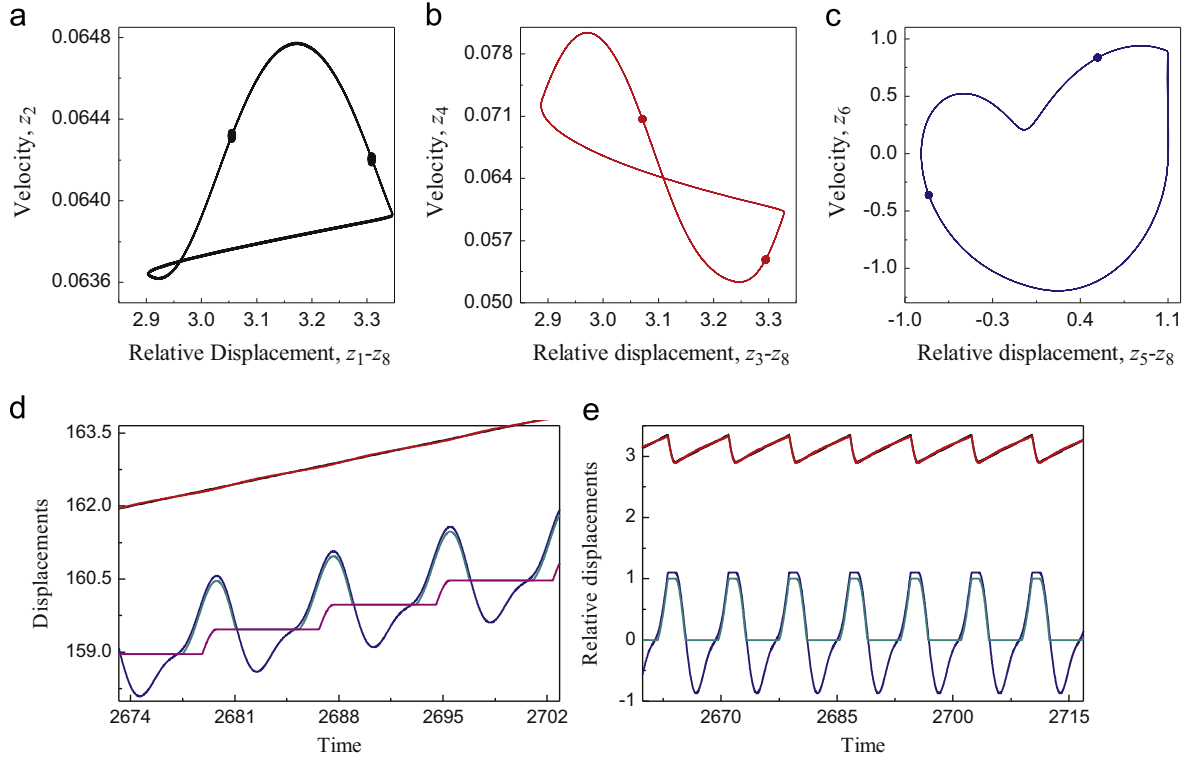 a
0.0648
0.0644
0.0640
0.0636
Velocity, z2
2.9 3.0 3.1 3.2 3.3
Relative Displacement, z1-z8
b
0.078
0.071
0.064
0.057
0.050
Velocity, z4
2.9 3.0 3.1 3.2 3.3
Relative displacement, z3-z8
c
1.0
0.5
0.0
-0.5
-1.0
Velocity, z6
-1.0 -0.3 0.4 1.1
Relative displacement, z5-z8
d
163.5
162.0
160.5
159.0
Displacements
2674 2681 2688 2695 2702
Time
e
3
2
1
0
-1
Relative displacements
2670 2685 2700 2715
Time